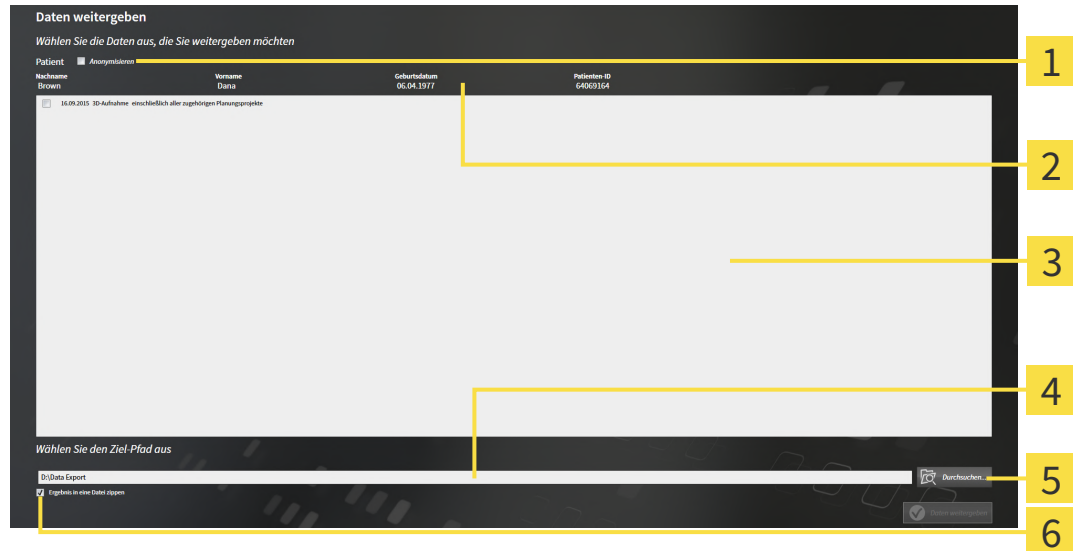 Daten weitergeben
Wählen Sie die Daten aus, die Sie weitergeben möchten
Patient Anonymisieren
Nachname Vorname Geburtsdatum Patienten-ID
Brown Dana 06.04.1977 64069164
16.09.2015 3D-Aufnahme einschließlich aller zugehörigen Planungsprojekte
Wählen Sie den Ziel-Pfad aus
D:\Data Export
Durchsuchen...
Ergebnis in eine Datei zippen
Daten weitergeben
1
2
3
4
5
6